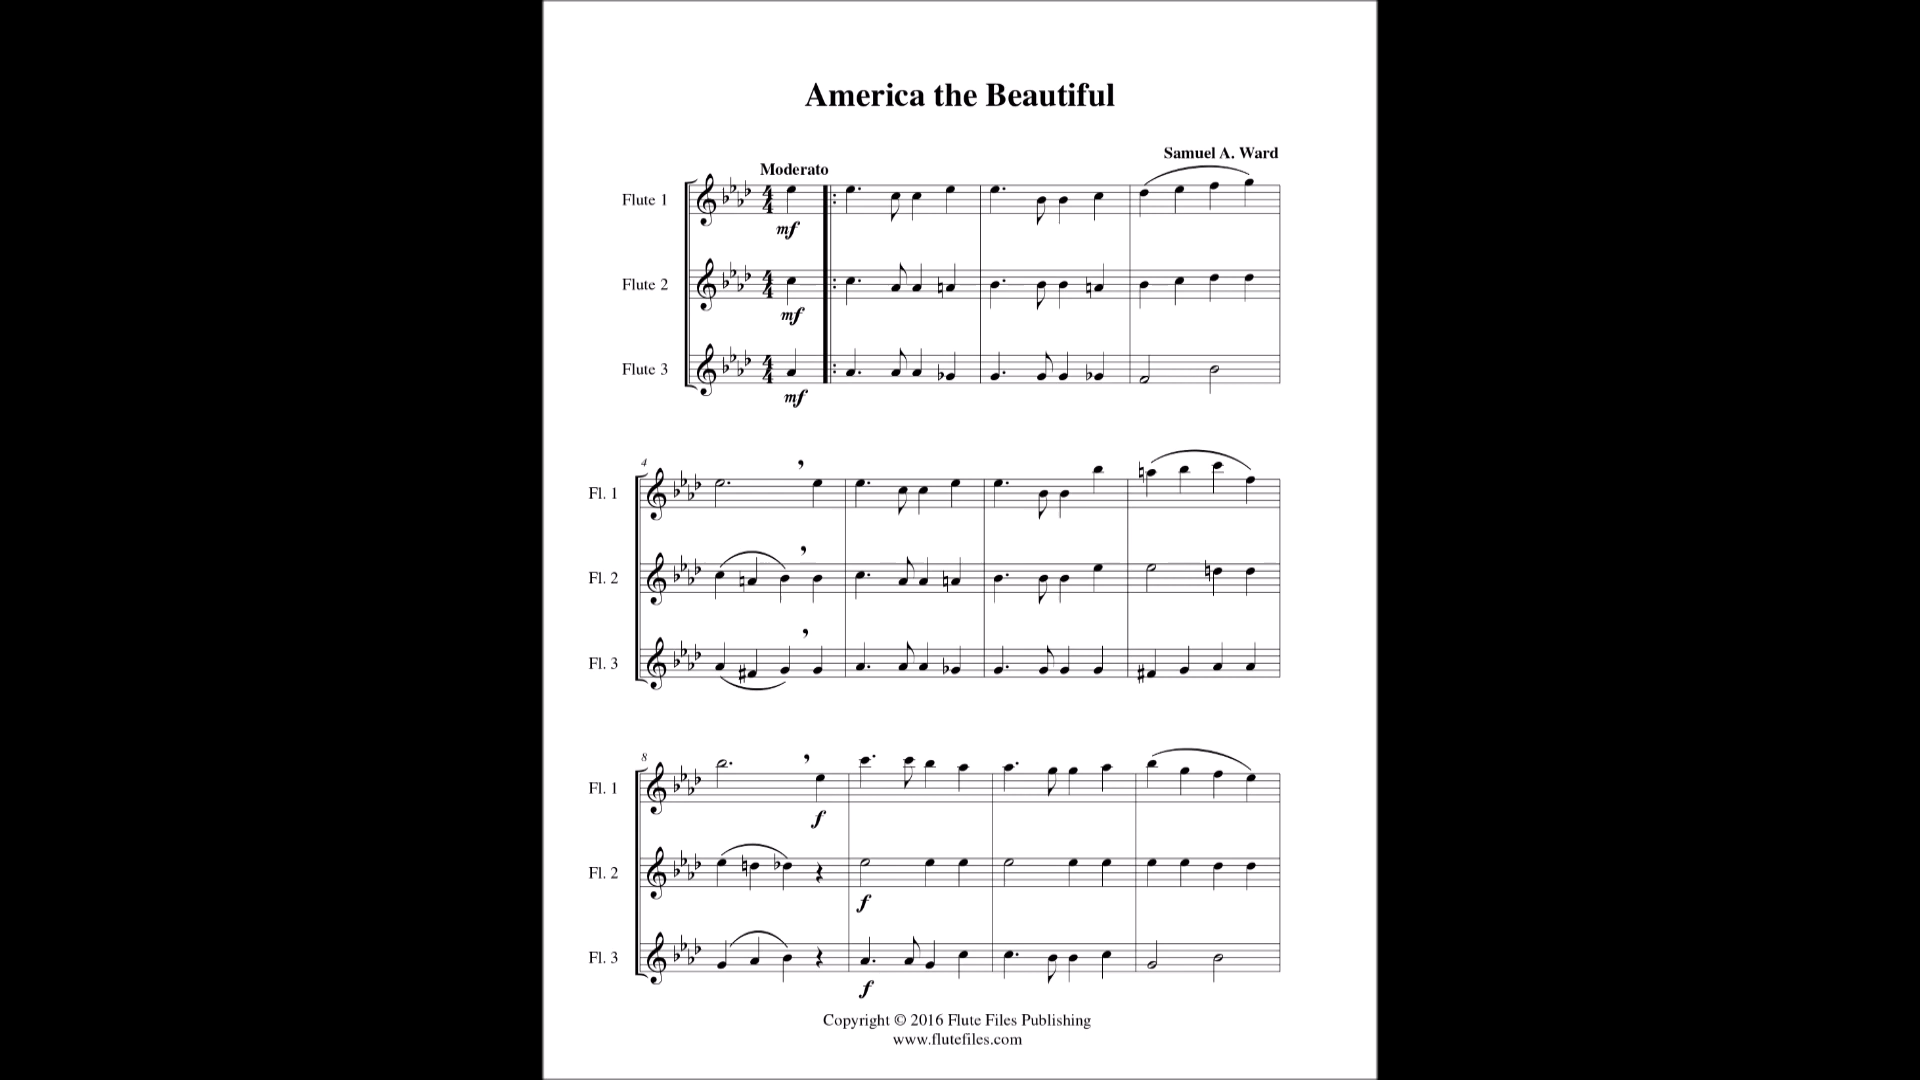 America the Beautiful
Samuel A. Ward
Moderato
Flute 1
mf
Flute 2
mf
Flute 3
mf
4
Fl. 1
Fl. 2
Fl. 3
8
Fl. 1
f
Fl. 2
f
Fl. 3
f
Copyright © 2016 Flute Files Publishing
www.flutefiles.com